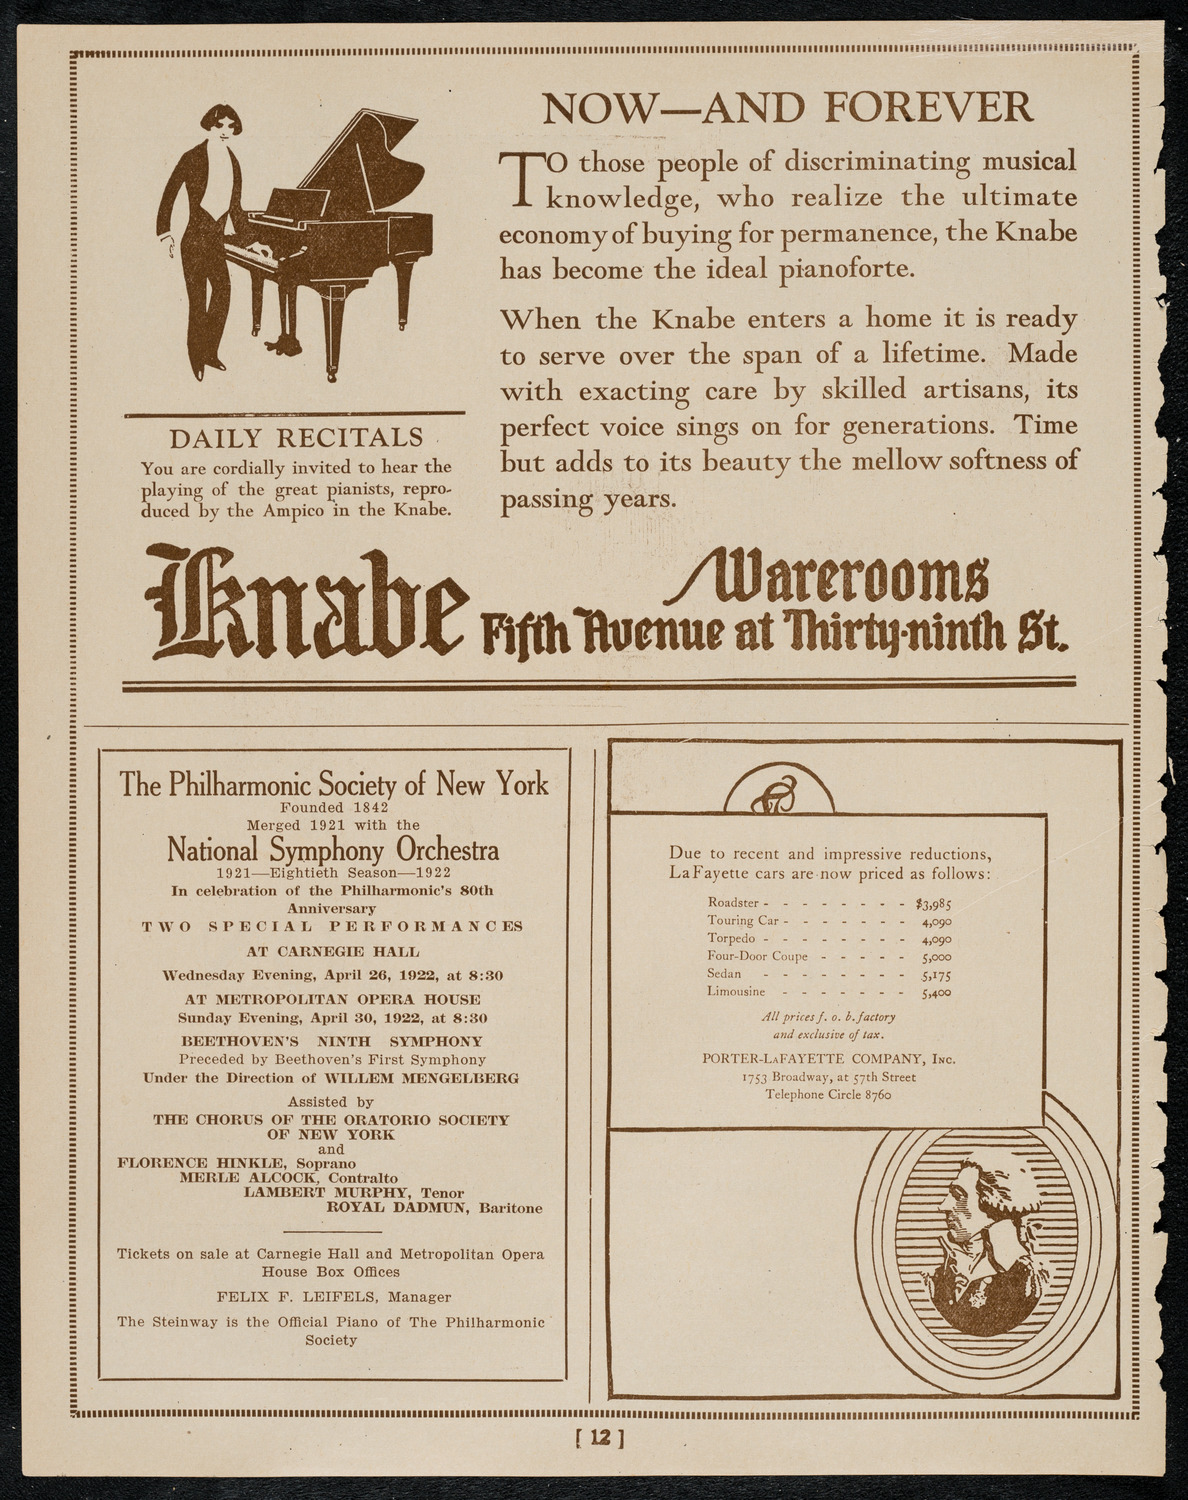 NOW—AND FOREVER
TO those people of discriminating musical
knowledge, who realize the ultimate
economy of buying for permanence, the Knabe
has become the ideal pianoforte.
When the Knabe enters a home it is ready
to serve over the span of a lifetime. Made
with exacting care by skilled artisans, its
perfect voice sings on for generations. Time
but adds to its beauty the mellow softness of
passing years.
DAILY RECITALS
You are cordially invited to hear the
playing of the great pianists, repro-
duced by the Ampico in the Knabe.
Knabe
Warerooms
Fifth Avenue at Thirty-ninth St.
The Philharmonic Society of New York
Founded 1842
Merged 1921 with the
National Symphony Orchestra
1921—Eightieth Season—1922
In celebration of the Philharmonic's 80th
Anniversary
TWO SPECIAL PERFORMANCES
AT CARNEGIE HALL
Wednesday Evening, April 26, 1922, at 8:30
AT METROPOLITAN OPERA HOUSE
Sunday Evening, April 30, 1922, at 8:30
BEETHOVEN'S NINTH SYMPHONY
Preceded by Beethoven's First Symphony
Under the Direction of WILLEM MENGELBERG
Assisted by
THE CHORUS OF THE ORATORIO SOCIETY
OF NEW YORK
and
FLORENCE HINKLE, Soprano
MERLE ALCOCK, Contralto
LAMBERT MURPHY, Tenor
ROYAL DADMUN, Baritone
Tickets on sale at Carnegie Hall and Metropolitan Opera
House Box Offices
FELIX F. LEIFELS, Manager
The Steinway is the Official Piano of The Philharmonic
Society
Due to recent and impressive reductions,
LaFayette cars are now priced as follows:
Roadster - - - - - - - - $3,985
Touring Car - - - - - - - 4,090
Torpedo - - - - - - - - 4,090
Four-Door Coupe - - - - - 5,000
Sedan - - - - - - - - 5,175
Limousine - - - - - - - 5,400
All prices f. o. b. factory
and exclusive of tax.
PORTER-LAFAYETTE COMPANY, INC.
1753 Broadway, at 57th Street
Telephone Circle 8760
[ 12 ]